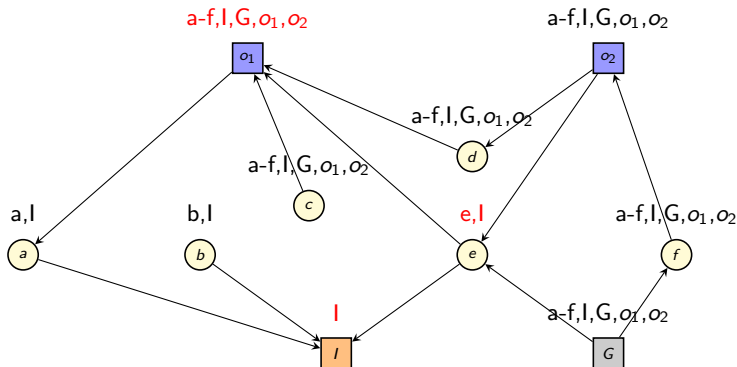 a–f,I,G,o₁,o₂
a–f,I,G,o₁,o₂
o₁
o₂
a–f,I,G,o₁,o₂
d
a–f,I,G,o₁,o₂
c
a,I
b,I
e,I
a–f,I,G,o₁,o₂
a
b
e
f
I
a–f,I,G,o₁,o₂
I
G